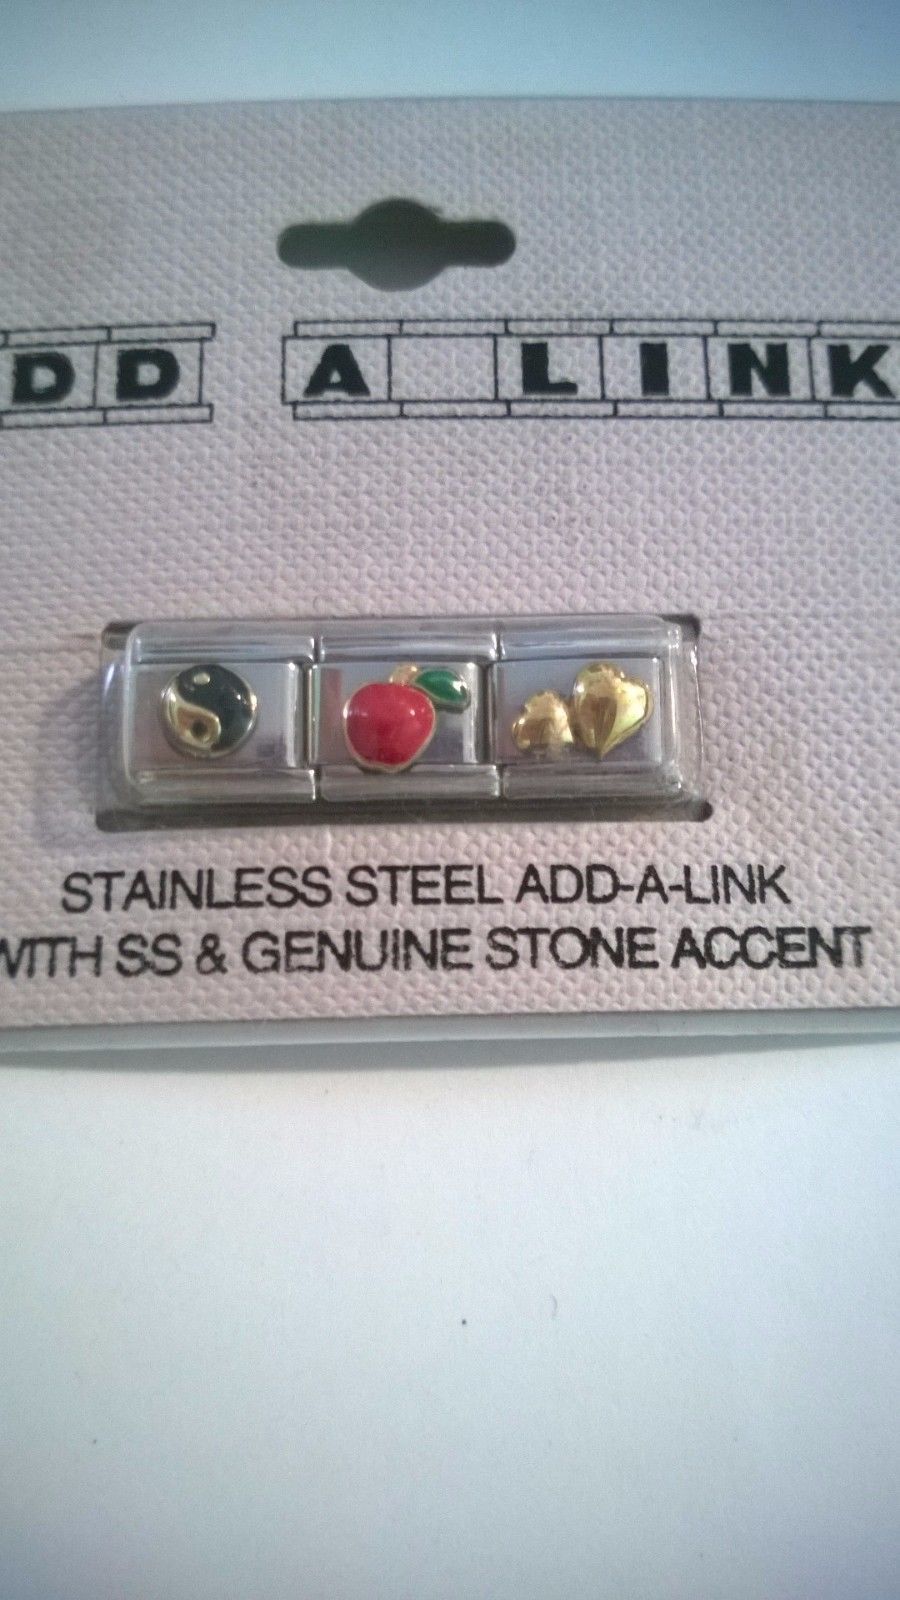 DD A LINK
STAINLESS STEEL ADD-A-LINK
WITH SS & GENUINE STONE ACCENT